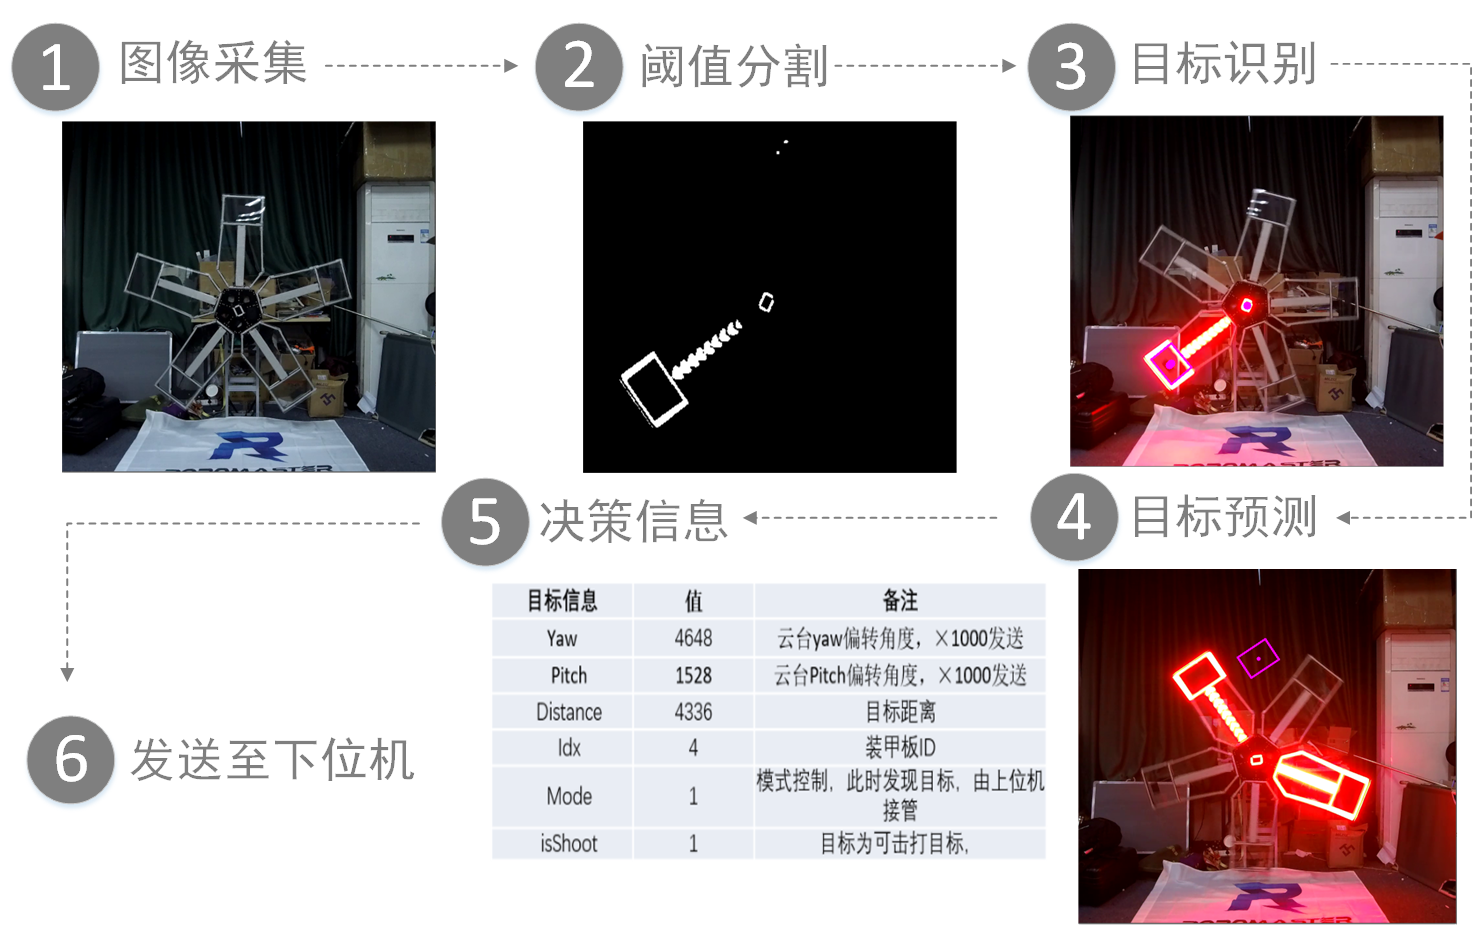 1 图像采集
2 阈值分割
3 目标识别
4 目标预测
5 决策信息
目标信息 值 备注
Yaw 4648 云台yaw偏转角度，×1000发送
Pitch 1528 云台Pitch偏转角度，×1000发送
Distance 4336 目标距离
Idx 4 装甲板ID
Mode 1 模式控制，此时发现目标，由上位机
接管
isShoot 1 目标为可击打目标,
6 发送至下位机
ROBOMASTER
ROBOMASTER
ROBOMASTER